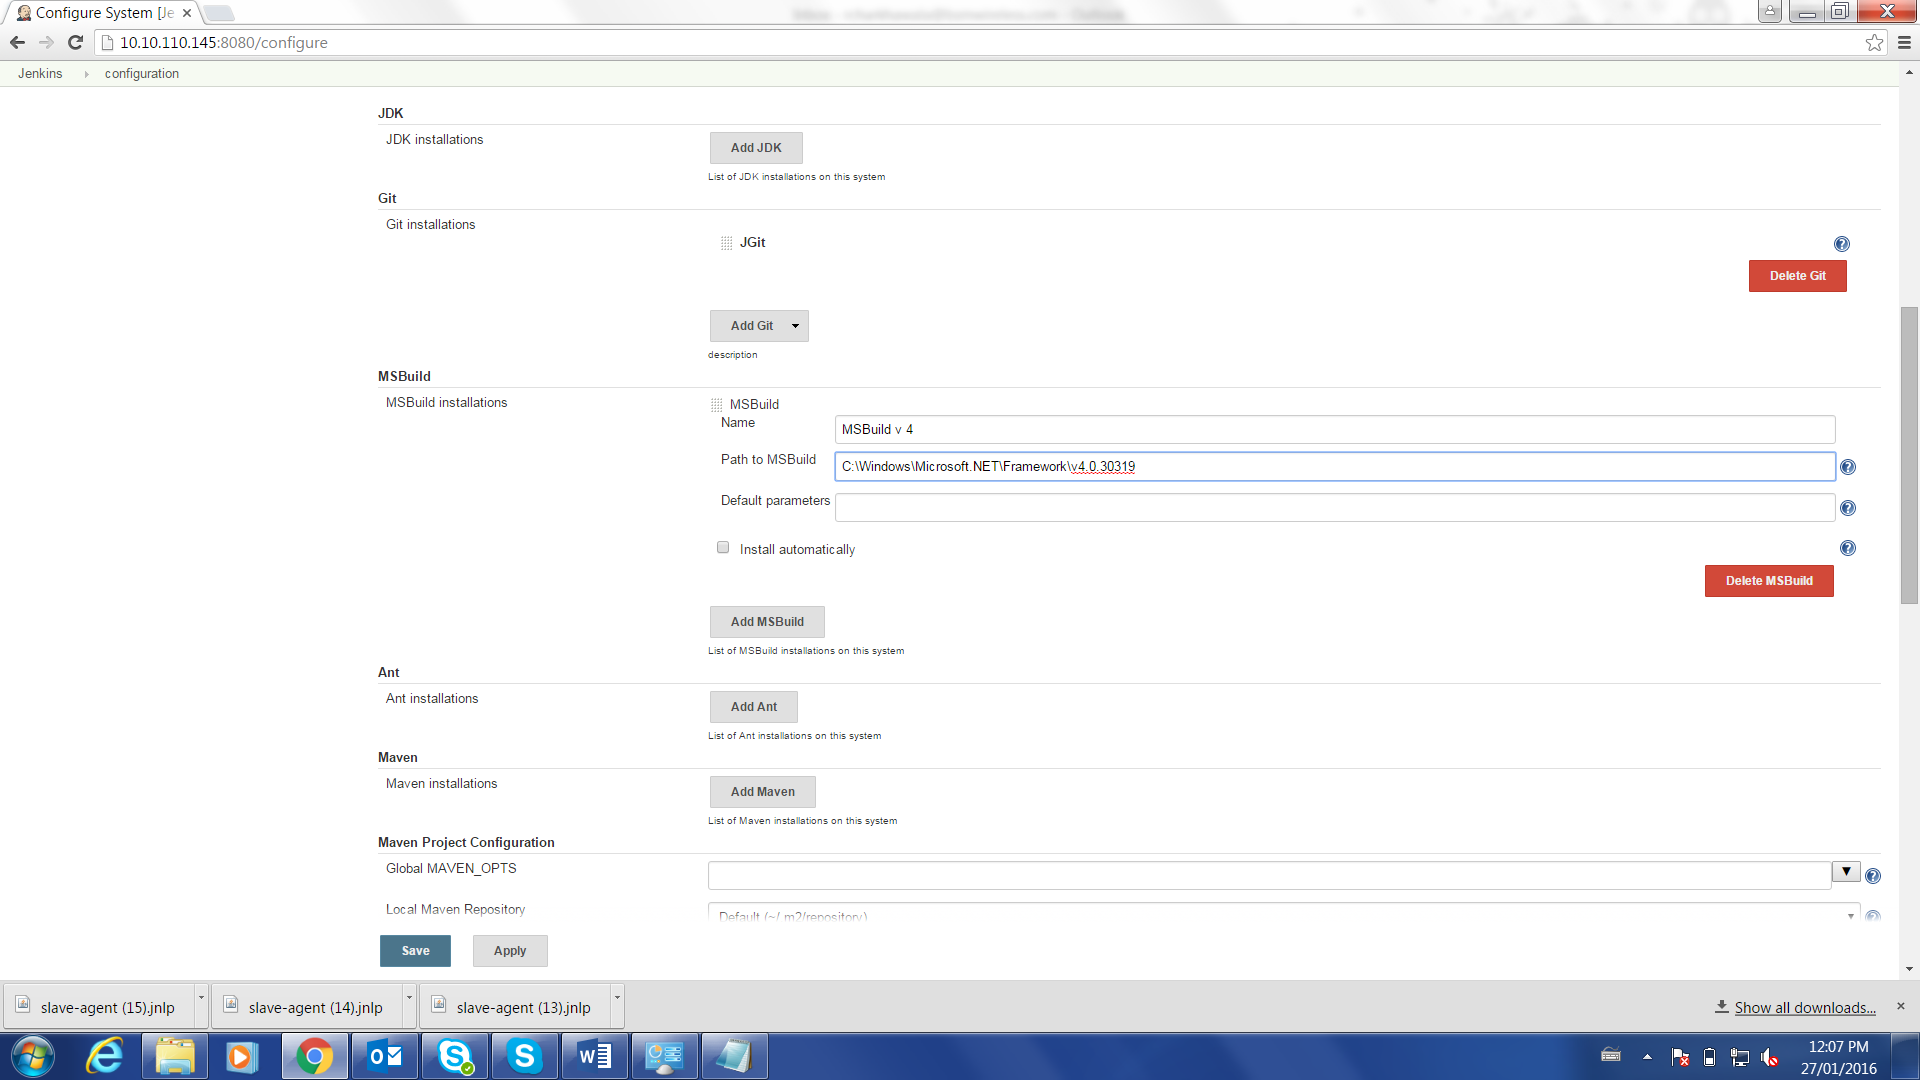 Configure System [Je
10.10.110.145:8080/configure
Jenkins configuration
JDK
JDK installations
Add JDK
List of JDK installations on this system
Git
Git installations
JGit
Delete Git
Add Git
description
MSBuild
MSBuild installations
MSBuild
Name
MSBuild v 4
Path to MSBuild
C:\Windows\Microsoft.NET\Framework\v4.0.30319
Default parameters
Install automatically
Delete MSBuild
Add MSBuild
List of MSBuild installations on this system
Ant
Ant installations
Add Ant
List of Ant installations on this system
Maven
Maven installations
Add Maven
List of Maven installations on this system
Maven Project Configuration
Global MAVEN_OPTS
Local Maven Repository
Default (~/.m2/repository)
Save Apply
slave-agent (15).jnlp slave-agent (14).jnlp slave-agent (13).jnlp Show all downloads...
12:07 PM
27/01/2016